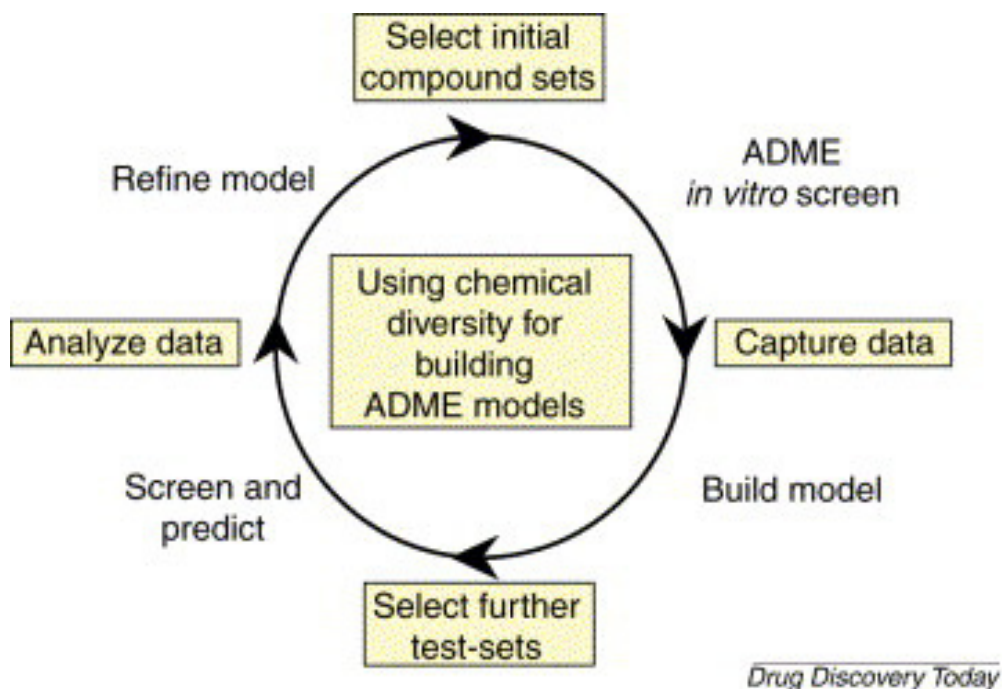 Select initial
compound sets
Refine model
ADME
in vitro screen
Using chemical
diversity for
building
ADME models
Analyze data
Capture data
Screen and
predict
Build model
Select further
test-sets
Drug Discovery Today